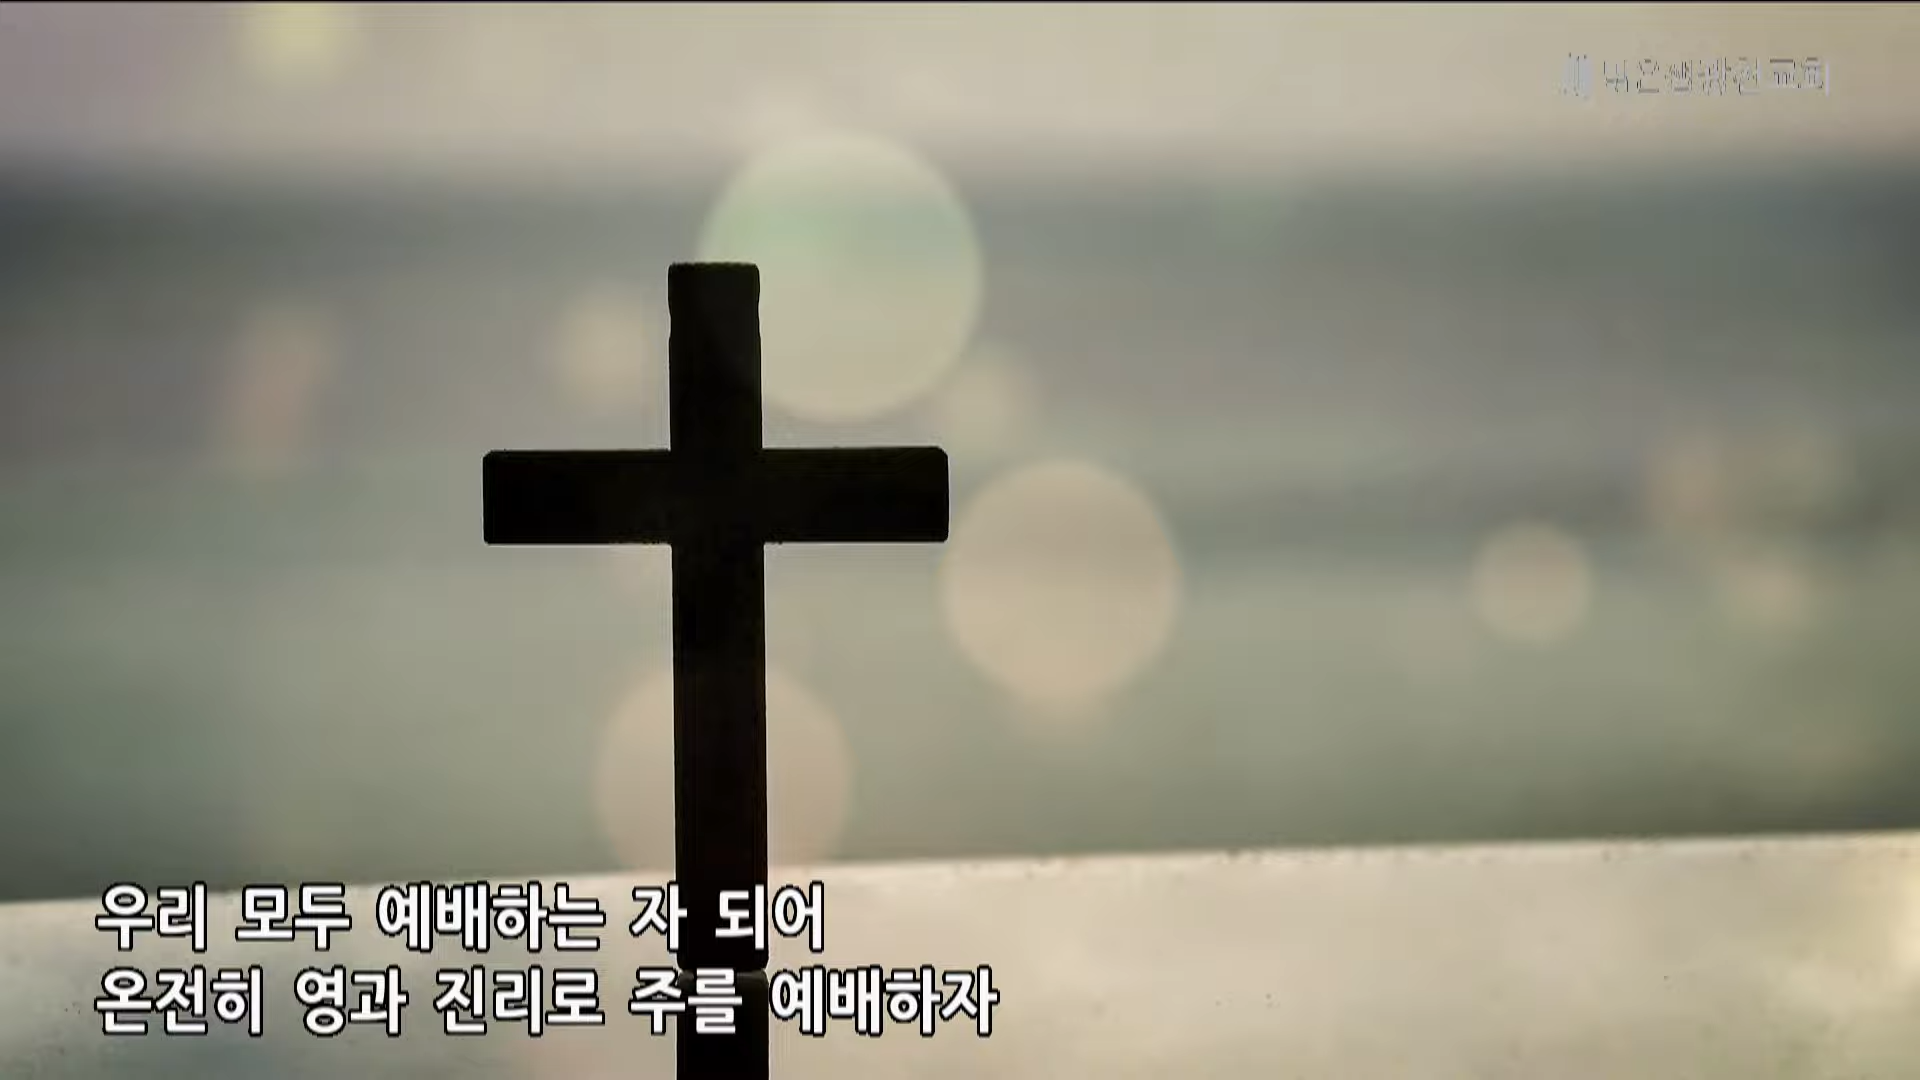 우리 모두 예배하는 자 되어
온전히 영과 진리로 주를 예배하자